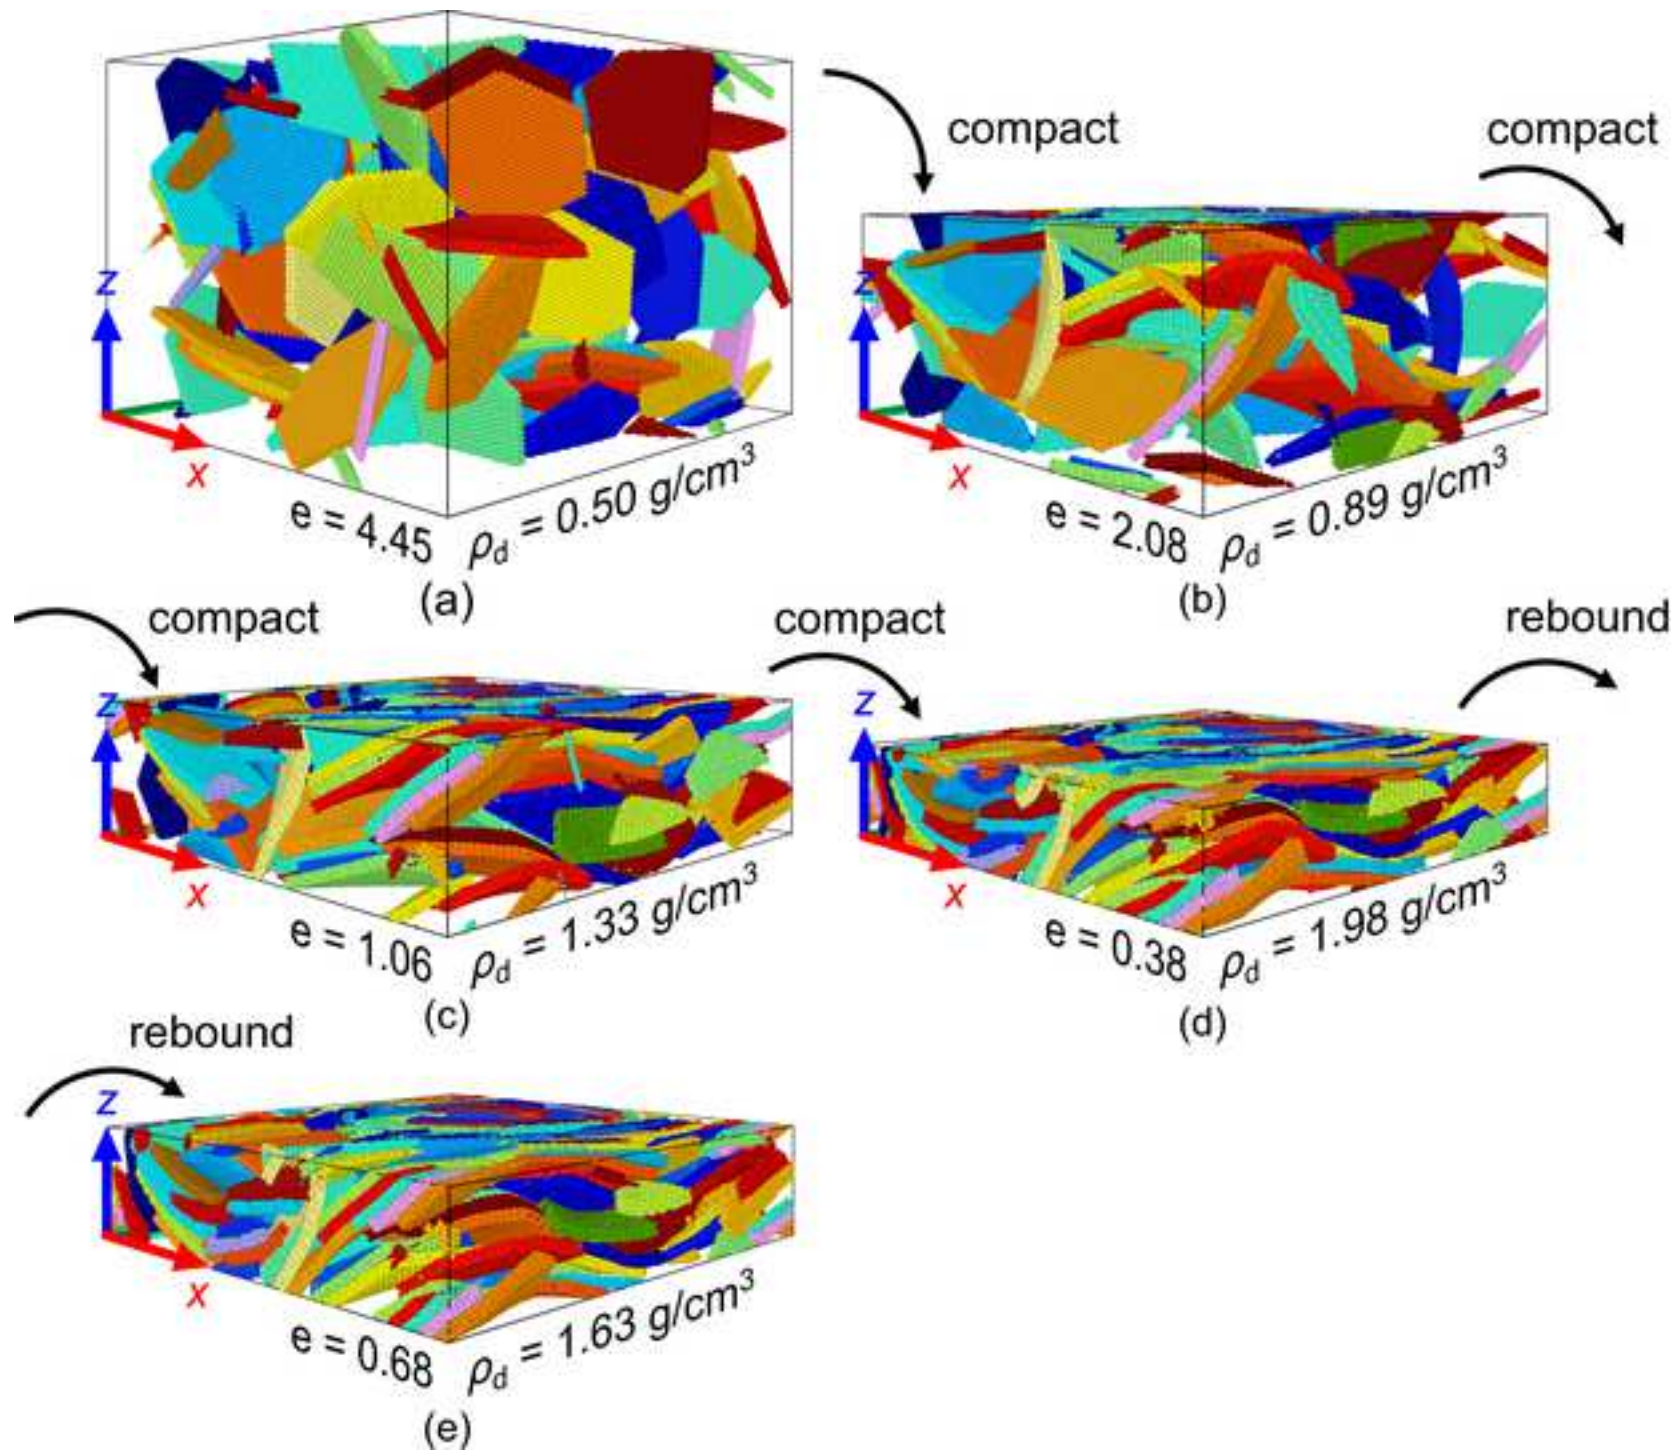 compact
compact
z
x
e = 4.45
ρd = 0.50 g/cm³
(a)
z
x
e = 2.08
ρd = 0.89 g/cm³
(b)
compact
compact
rebound
z
x
e = 1.06
ρd = 1.33 g/cm³
(c)
z
x
e = 0.38
ρd = 1.98 g/cm³
(d)
rebound
z
x
e = 0.68
ρd = 1.63 g/cm³
(e)